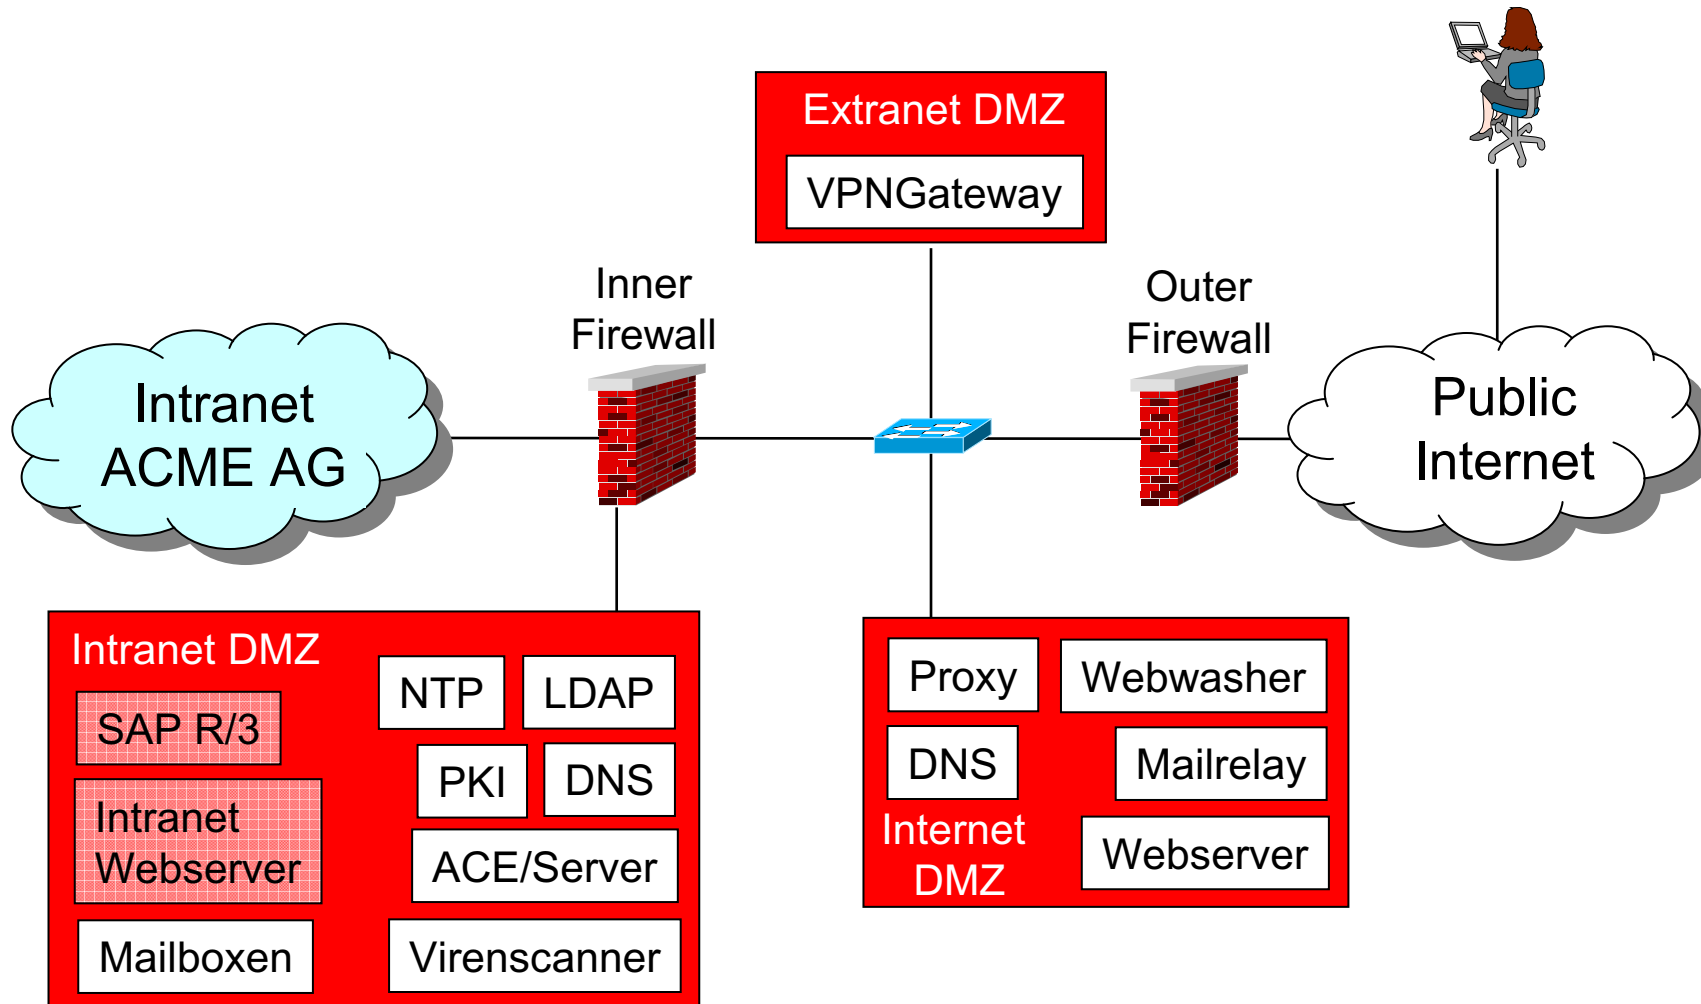 Extranet DMZ
VPNGateway
Inner
Firewall
Outer
Firewall
Intranet
ACME AG
Public
Internet
Intranet DMZ
SAP R/3
Intranet
Webserver
Mailboxen
NTP
LDAP
PKI
DNS
ACE/Server
Virenscanner
Proxy
Webwasher
DNS
Mailrelay
Internet
DMZ
Webserver